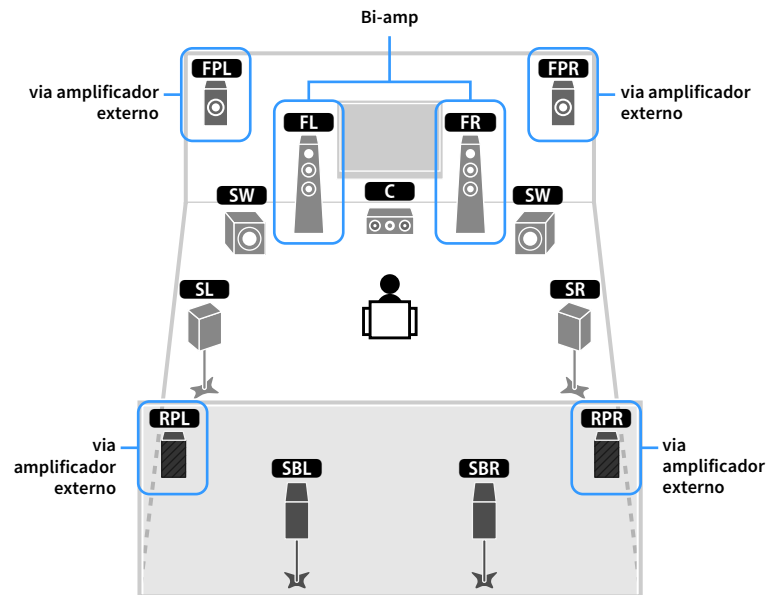 Bi-amp
FPL
FPR
via amplificador
externo
via amplificador
externo
FL
FR
SW
C
SW
SL
SR
RPL
RPR
via
amplificador
externo
SBL
SBR
via
amplificador
externo